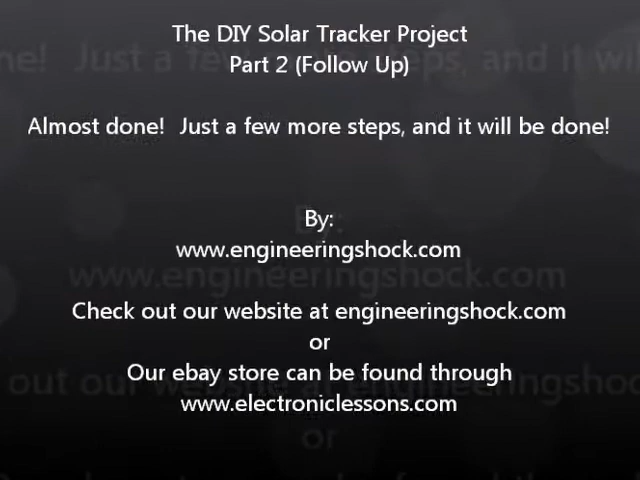 The DIY Solar Tracker Project
Part 2 (Follow Up)
Almost done!  Just a few more steps, and it will be done!
By:
www.engineeringshock.com
Check out our website at engineeringshock.com
or
Our ebay store can be found through
www.electroniclessons.com